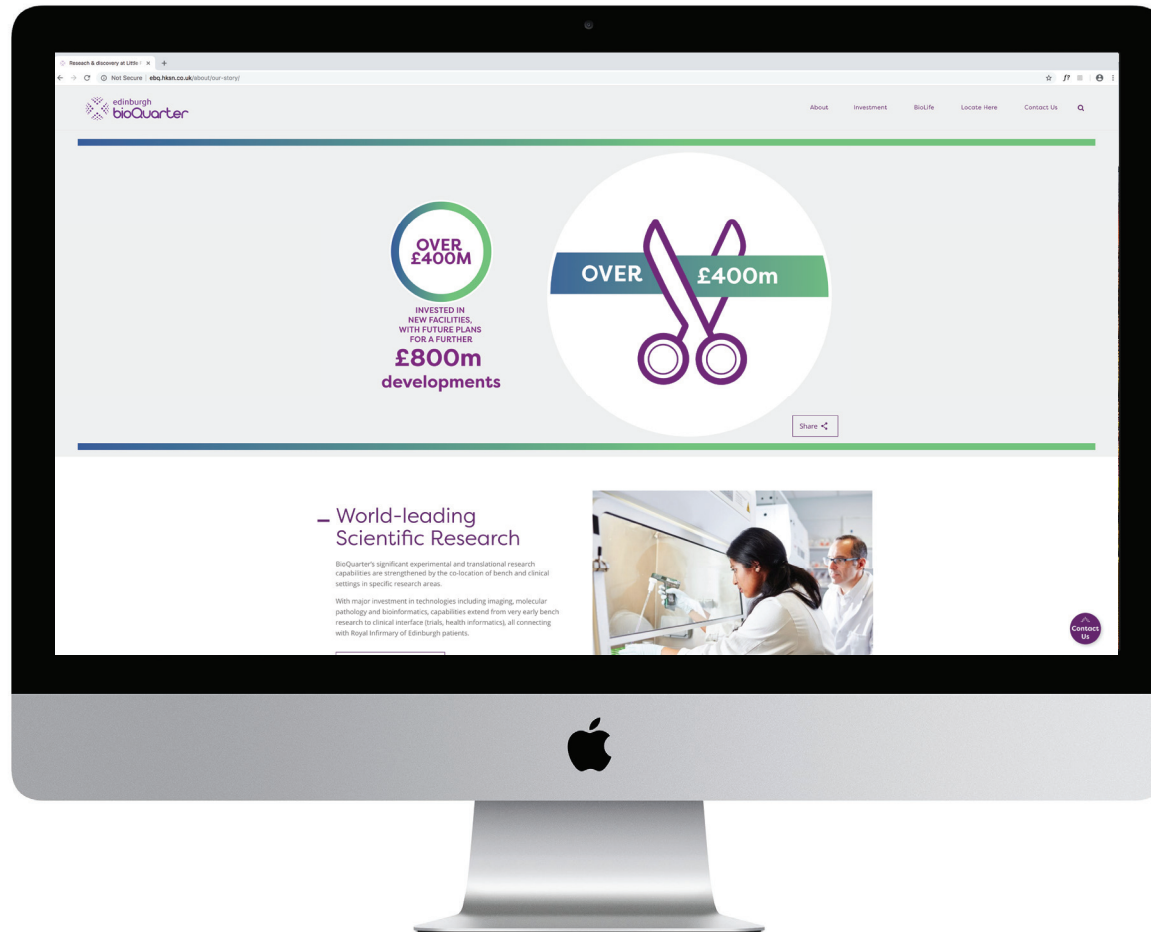 Reseach & discovery at Little F
Not Secure ebq.hksn.co.uk/about/our-story/
f?
edinburgh
bioQuarter
About Investment BioLife Locate Here Contact Us
OVER
£400M
INVESTED IN
NEW FACILITIES,
WITH FUTURE PLANS
FOR A FURTHER
£800m
developments
OVER £400m
Share
World-leading
Scientific Research
BioQuarter's significant experimental and translational research
capabilities are strengthened by the co-location of bench and clinical
settings in specific research areas.
With major investment in technologies including imaging, molecular
pathology and bioinformatics, capabilities extend from very early bench
research to clinical interface (trials, health informatics), all connecting
with Royal Infirmary of Edinburgh patients.
Contact
Us